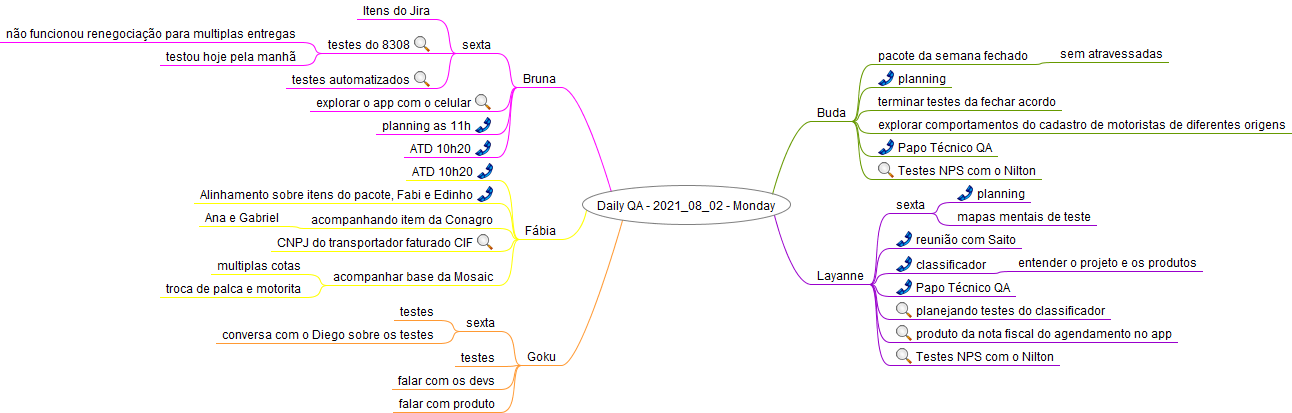 Daily QA - 2021_08_02 - Monday
Bruna
sexta
Itens do Jira
testes do 8308
não funcionou renegociação para multiplas entregas
testou hoje pela manhã
testes automatizados
explorar o app com o celular
planning as 11h
ATD 10h20
Fábia
ATD 10h20
Alinhamento sobre itens do pacote, Fabi e Edinho
acompanhando item da Conagro
Ana e Gabriel
CNPJ do transportador faturado CIF
acompanhar base da Mosaic
multiplas cotas
troca de palca e motorita
Goku
sexta
testes
conversa com o Diego sobre os testes
testes
falar com os devs
falar com produto
Buda
pacote da semana fechado
sem atravessadas
planning
terminar testes da fechar acordo
explorar comportamentos do cadastro de motoristas de diferentes origens
Papo Técnico QA
Testes NPS com o Nilton
Layanne
sexta
planning
mapas mentais de teste
reunião com Saito
classificador
entender o projeto e os produtos
Papo Técnico QA
planejando testes do classificador
produto da nota fiscal do agendamento no app
Testes NPS com o Nilton